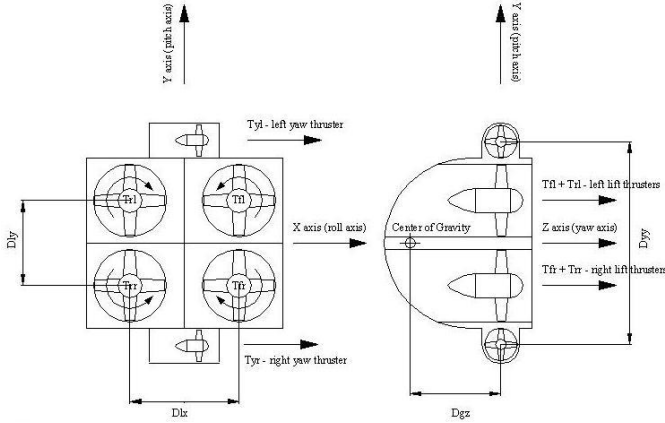 Y axis (pitch axis)
Y axis (pitch axis)
Tyl - left yaw thruster
Trl
Tfl
Tfl + Trl - left lift thrusters
Dly
X axis (roll axis)
Center of Gravity
Z axis (yaw axis)
Dyy
Trr
Tfr
Tfr + Trr - right lift thrusters
Tyr - right yaw thruster
Dlx
Dgz